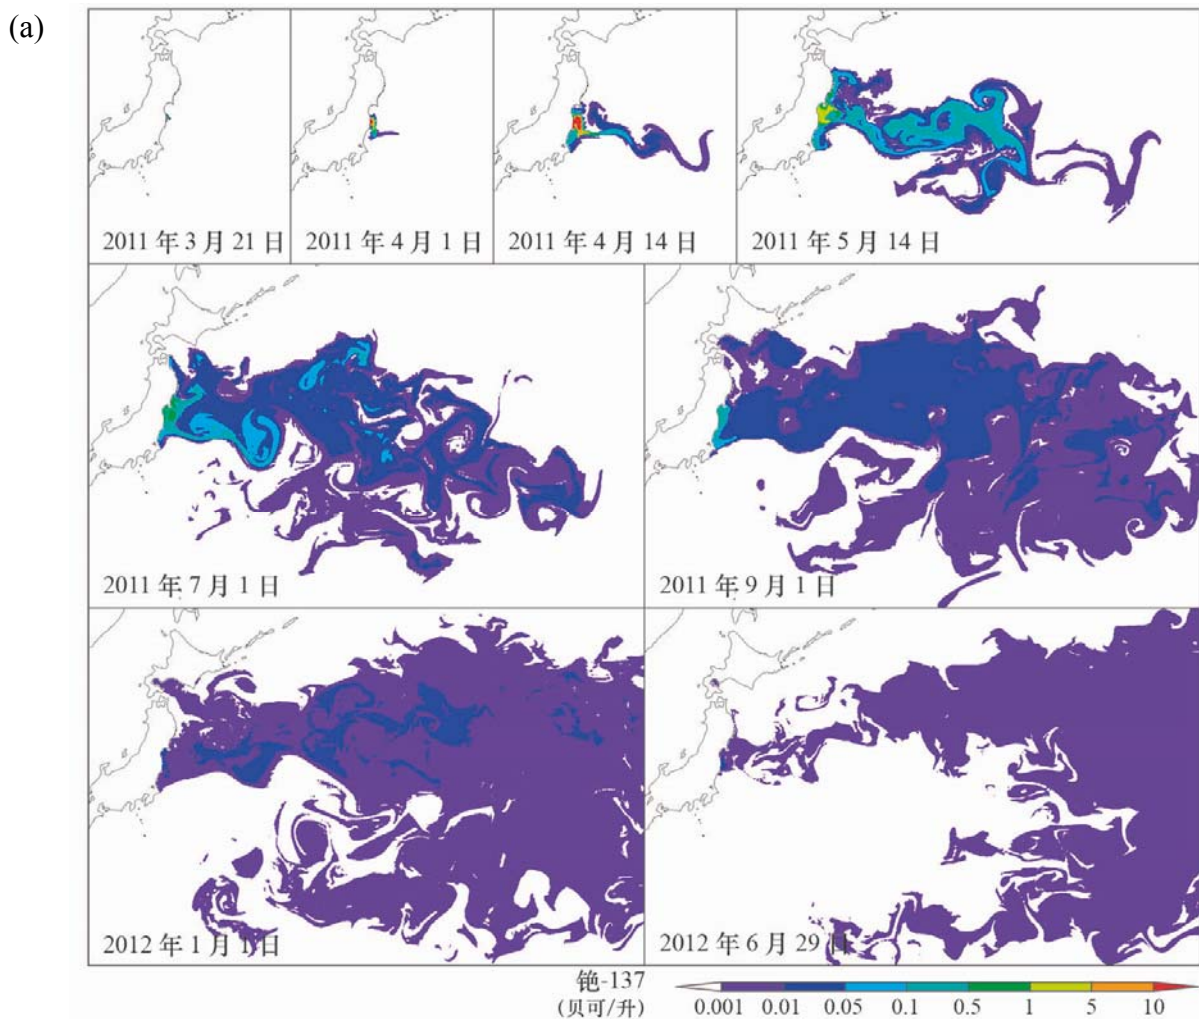 (a)
2011 年 3 月 21 日
2011 年 4 月 1 日
2011 年 4 月 14 日
2011 年 5 月 14 日
2011 年 7 月 1 日
2011 年 9 月 1 日
2012 年 1 月 1 日
2012 年 6 月 29 日
铯-137
(贝可/升)
0.001 0.01 0.05 0.1 0.5 1 5 10